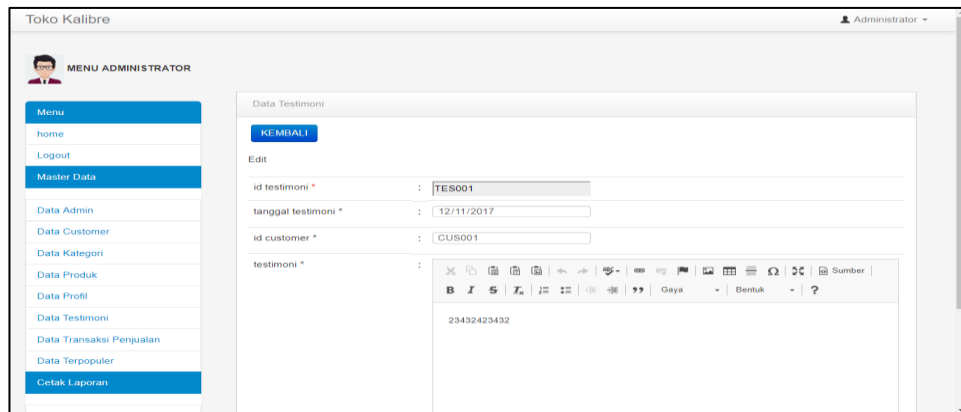 Toko Kalibre
Administrator
MENU ADMINISTRATOR
Menu
home
Logout
Master Data
Data Admin
Data Customer
Data Kategori
Data Produk
Data Profil
Data Testimoni
Data Transaksi Penjualan
Data Terpopuler
Cetak Laporan
Data Testimoni
KEMBALI
Edit
id testimoni * : TES001
tanggal testimoni * : 12/11/2017
id customer * : CUS001
testimoni * :
ABC Ω Sumber
B I S Tx Gaya Bentuk ?
23432423432